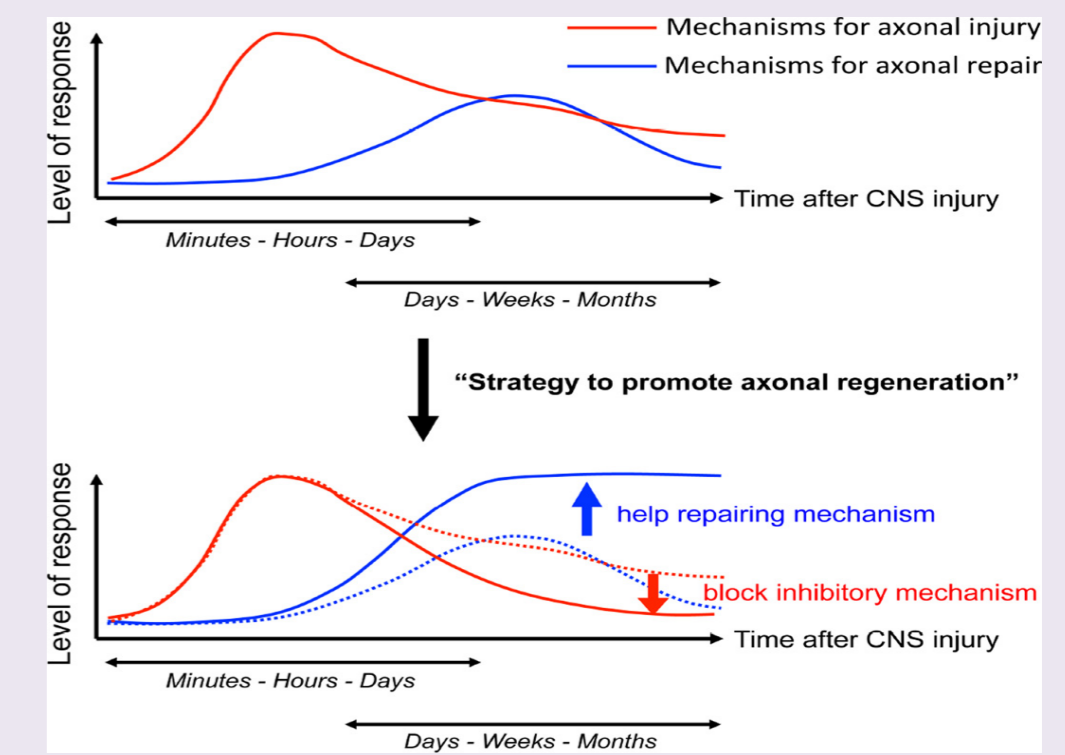 Mechanisms for axonal injury
Mechanisms for axonal repair
Level of response
Time after CNS injury
Minutes - Hours - Days
Days - Weeks - Months
“Strategy to promote axonal regeneration”
Level of response
help repairing mechanism
block inhibitory mechanism
Time after CNS injury
Minutes - Hours - Days
Days - Weeks - Months